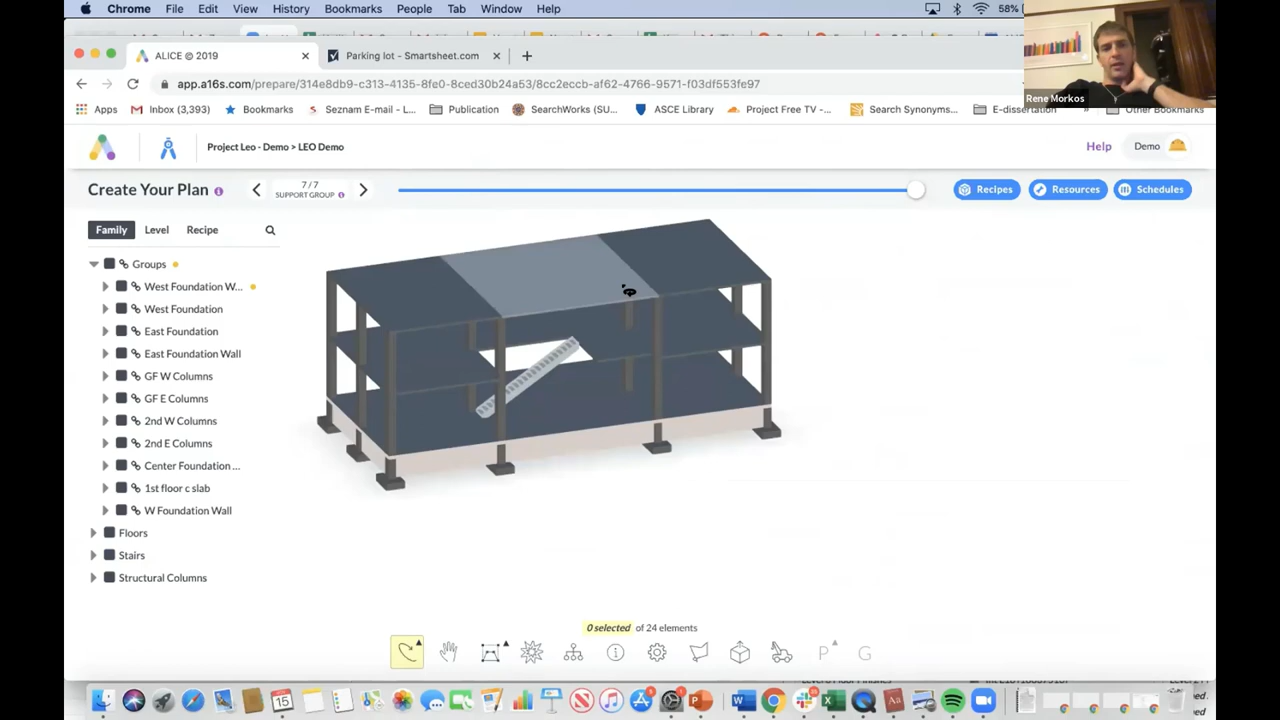 Chrome File Edit View History Bookmarks People Tab Window Help 58%
ALICE © 2019
Parking lot - Smartsheet.com
app.a16s.com/prepare/314e8db9-c313-4135-8fe0-8ced30b24a53/8cc2eccb-af62-4766-9571-f03df553fe97
Rene Morkos
Apps Inbox (3,393) Bookmarks SentenFormal - L... Publication SearchWorks (SU... ASCE Library Project Free TV -... Search Synonyms... E-dissertation » Other Bookmarks
Project Leo - Demo > LEO Demo
Help
Demo
Create Your Plan
7 / 7
SUPPORT GROUP
Recipes
Resources
Schedules
Family Level Recipe
Groups
West Foundation W...
West Foundation
East Foundation
East Foundation Wall
GF W Columns
GF E Columns
2nd W Columns
2nd E Columns
Center Foundation ...
1st floor c slab
W Foundation Wall
Floors
Stairs
Structural Columns
0 selected of 24 elements
P
G
15